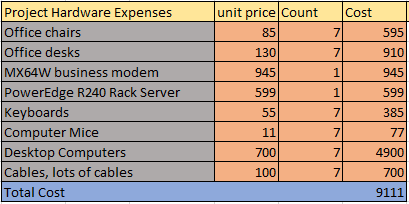 Project Hardware Expenses unit price Count Cost
Office chairs 85 7 595
Office desks 130 7 910
MX64W business modem 945 1 945
PowerEdge R240 Rack Server 599 1 599
Keyboards 55 7 385
Computer Mice 11 7 77
Desktop Computers 700 7 4900
Cables, lots of cables 100 7 700
Total Cost 9111